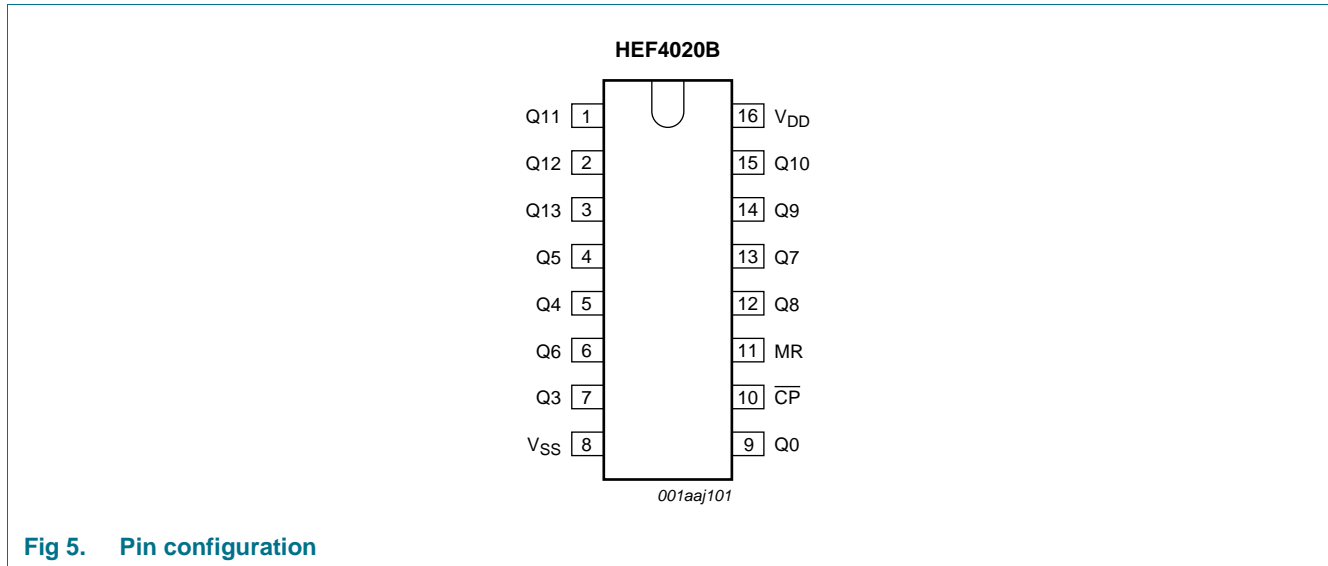 HEF4020B
Q11 1 16 VDD
Q12 2 15 Q10
Q13 3 14 Q9
Q5 4 13 Q7
Q4 5 12 Q8
Q6 6 11 MR
Q3 7 10 C̅P̅
VSS 8 9 Q0
001aaj101
Fig 5. Pin configuration